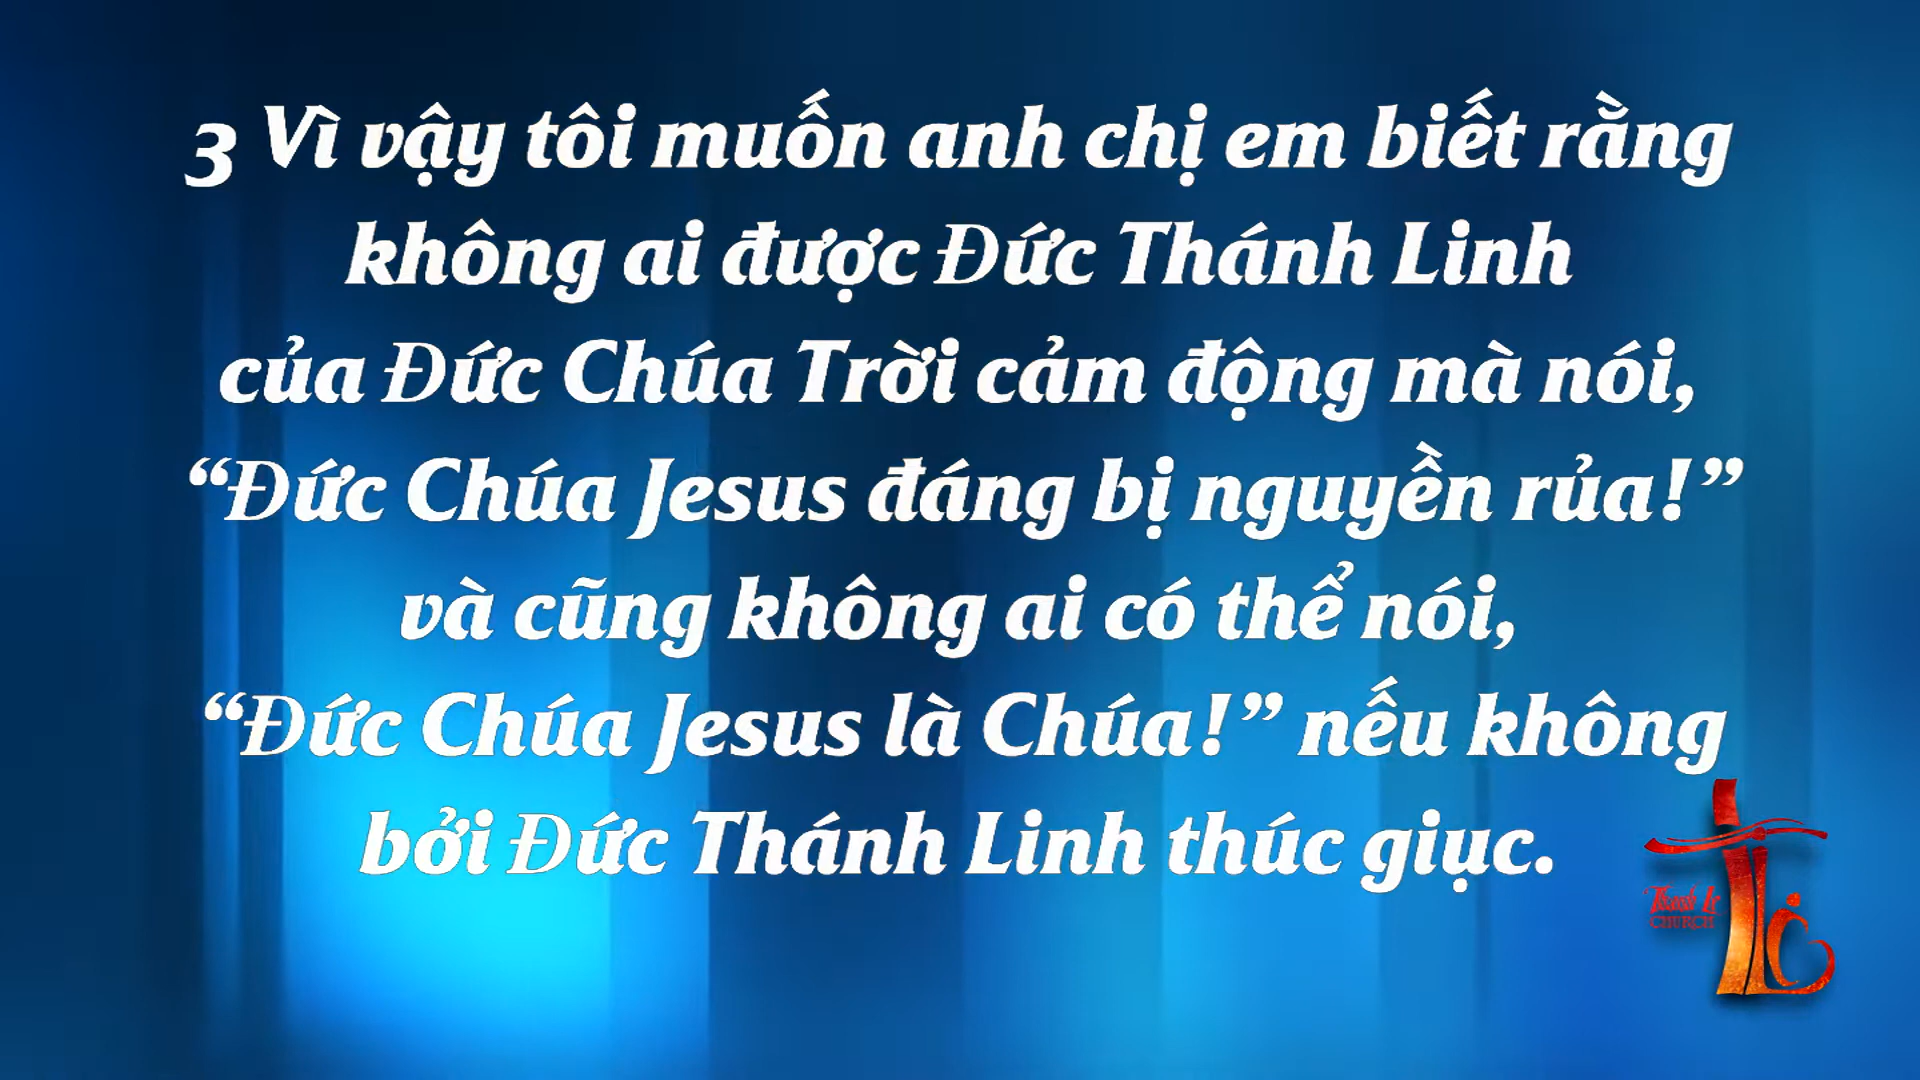 3 Vì vậy tôi muốn anh chị em biết rằng
không ai được Đức Thánh Linh
của Đức Chúa Trời cảm động mà nói,
“Đức Chúa Jesus đáng bị nguyền rủa!”
và cũng không ai có thể nói,
“Đức Chúa Jesus là Chúa!” nếu không
bởi Đức Thánh Linh thúc giục.
CHURCH